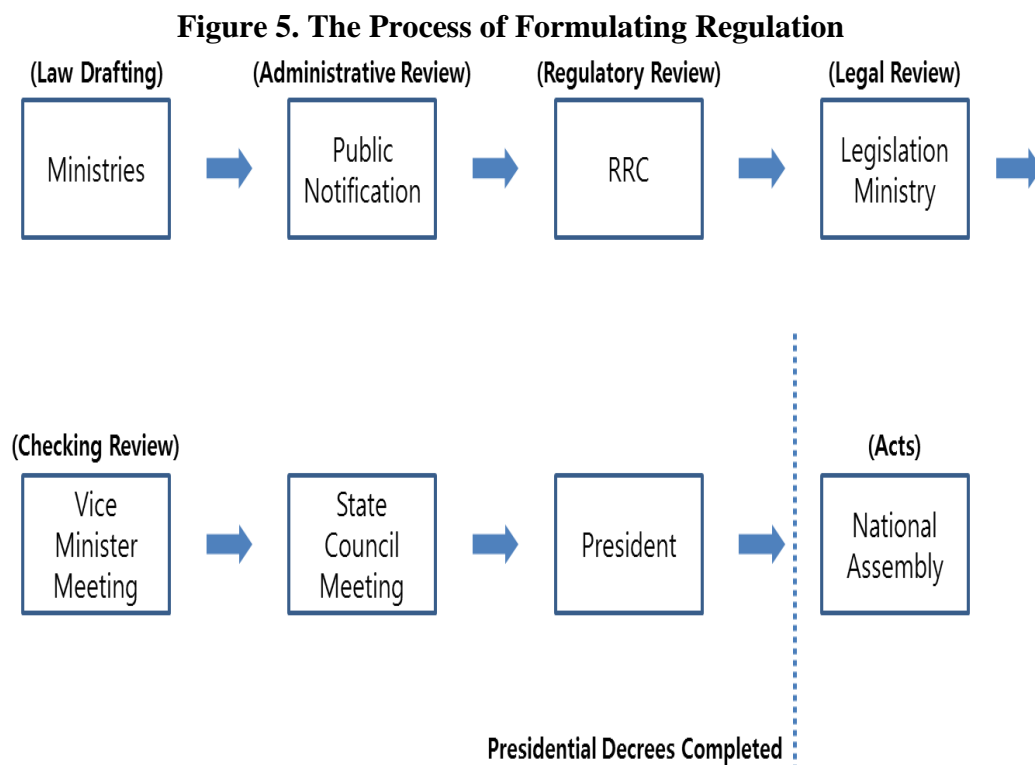 Figure 5. The Process of Formulating Regulation
(Law Drafting)
(Administrative Review)
(Regulatory Review)
(Legal Review)
Ministries
Public
Notification
RRC
Legislation
Ministry
(Checking Review)
(Acts)
Vice
Minister
Meeting
State
Council
Meeting
President
National
Assembly
Presidential Decrees Completed